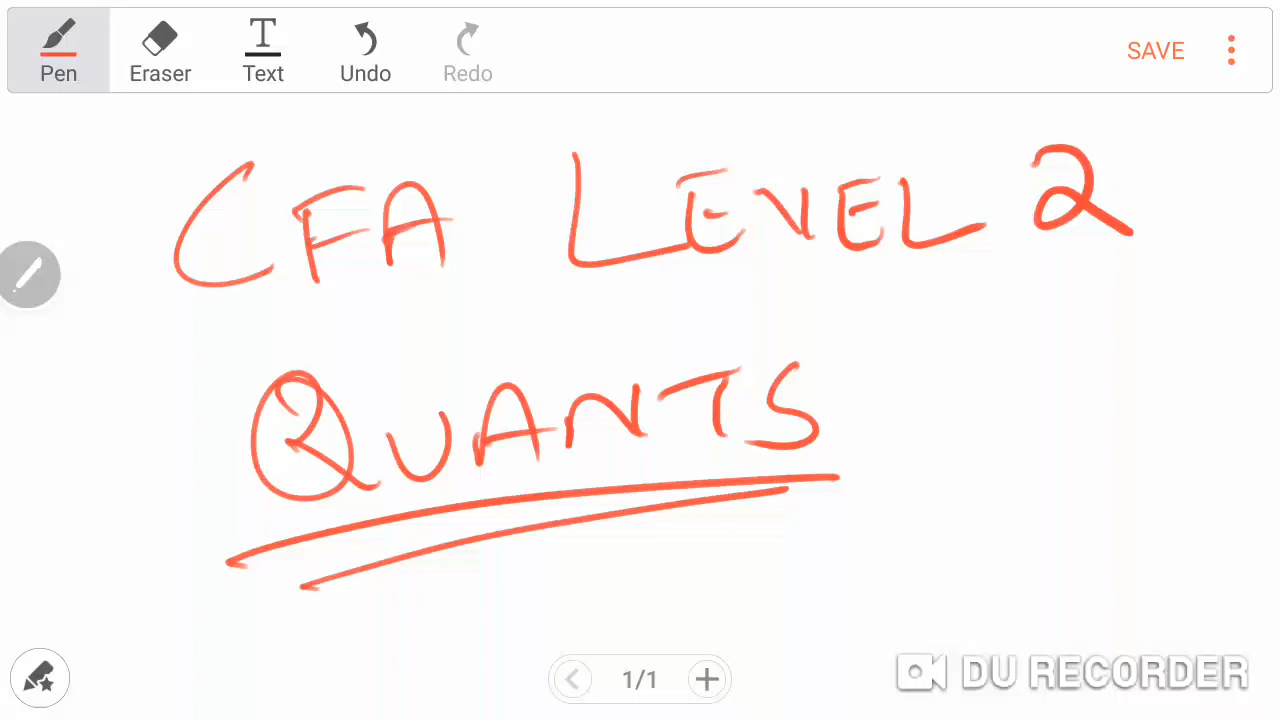 Pen Eraser Text Undo Redo SAVE
CFA LEVEL 2
QUANTS
1/1
DU RECORDER